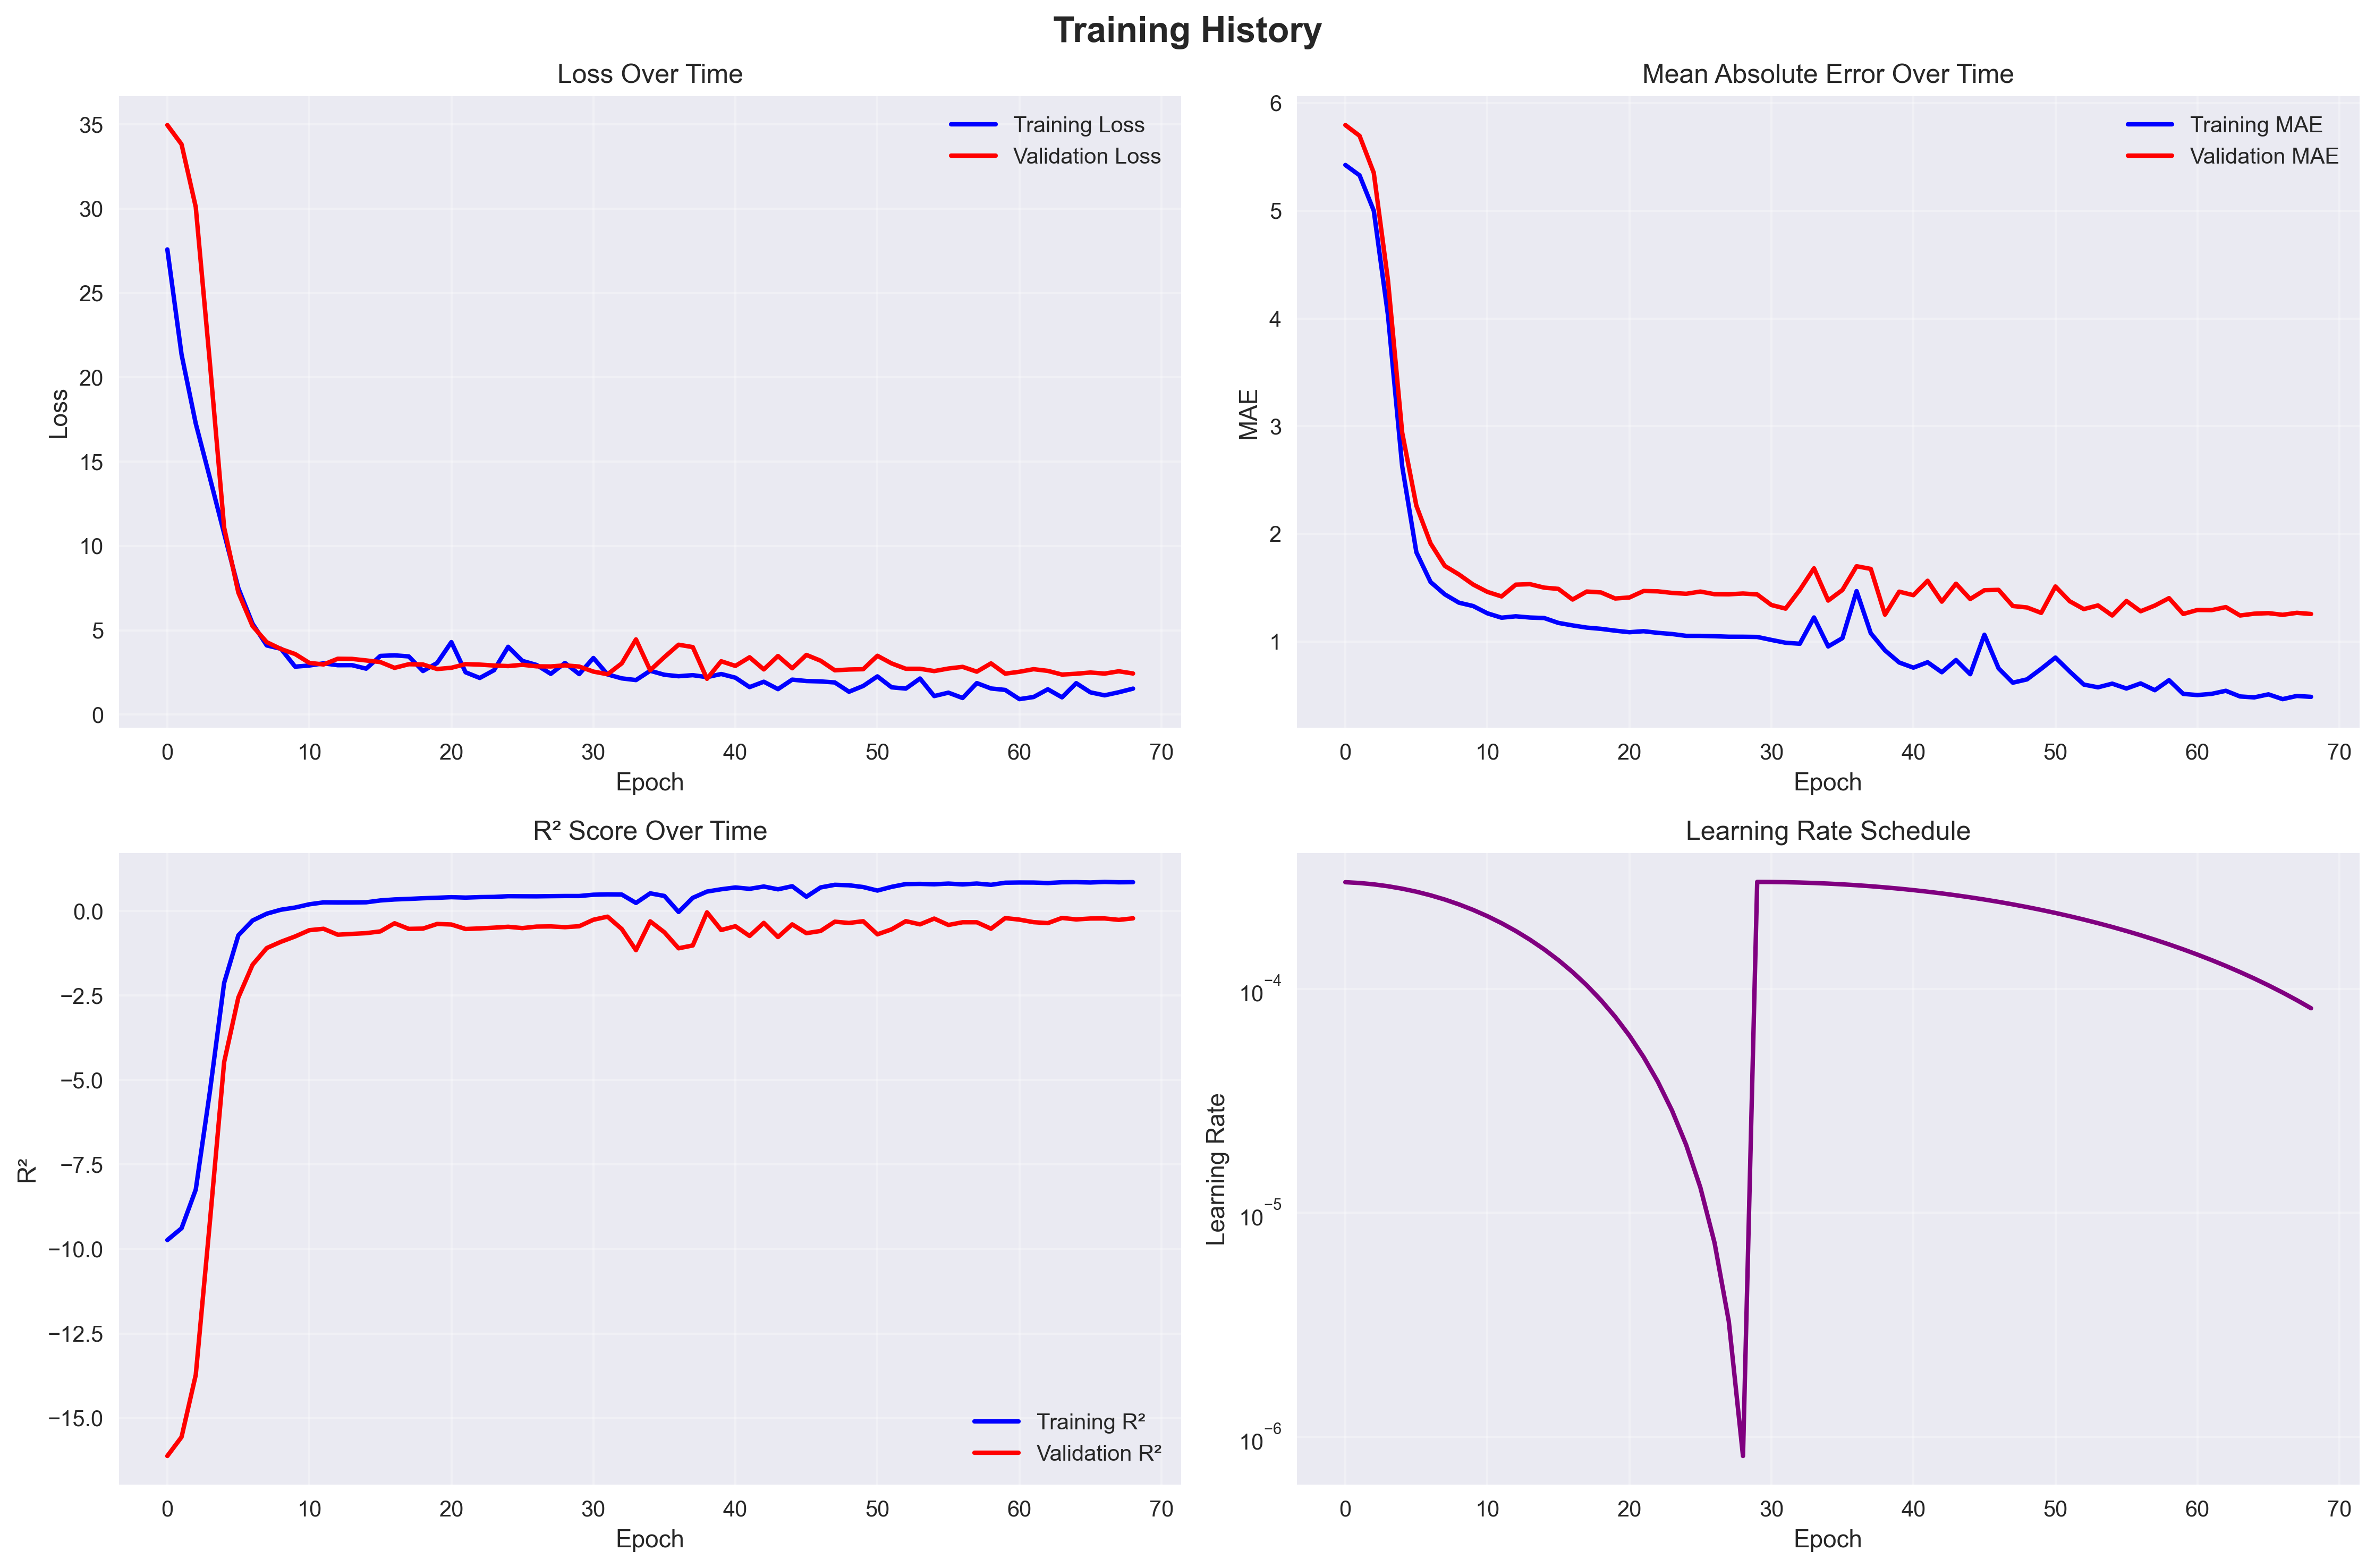 Training History
Loss Over Time
35
30
25
20
15
10
5
0
Loss
Training Loss
Validation Loss
0 10 20 30 40 50 60 70
Epoch
Mean Absolute Error Over Time
6
5
4
3
2
1
MAE
Training MAE
Validation MAE
0 10 20 30 40 50 60 70
Epoch
R² Score Over Time
0.0
−2.5
−5.0
−7.5
−10.0
−12.5
−15.0
R²
Training R²
Validation R²
0 10 20 30 40 50 60 70
Epoch
Learning Rate Schedule
10⁻⁴
10⁻⁵
10⁻⁶
Learning Rate
0 10 20 30 40 50 60 70
Epoch